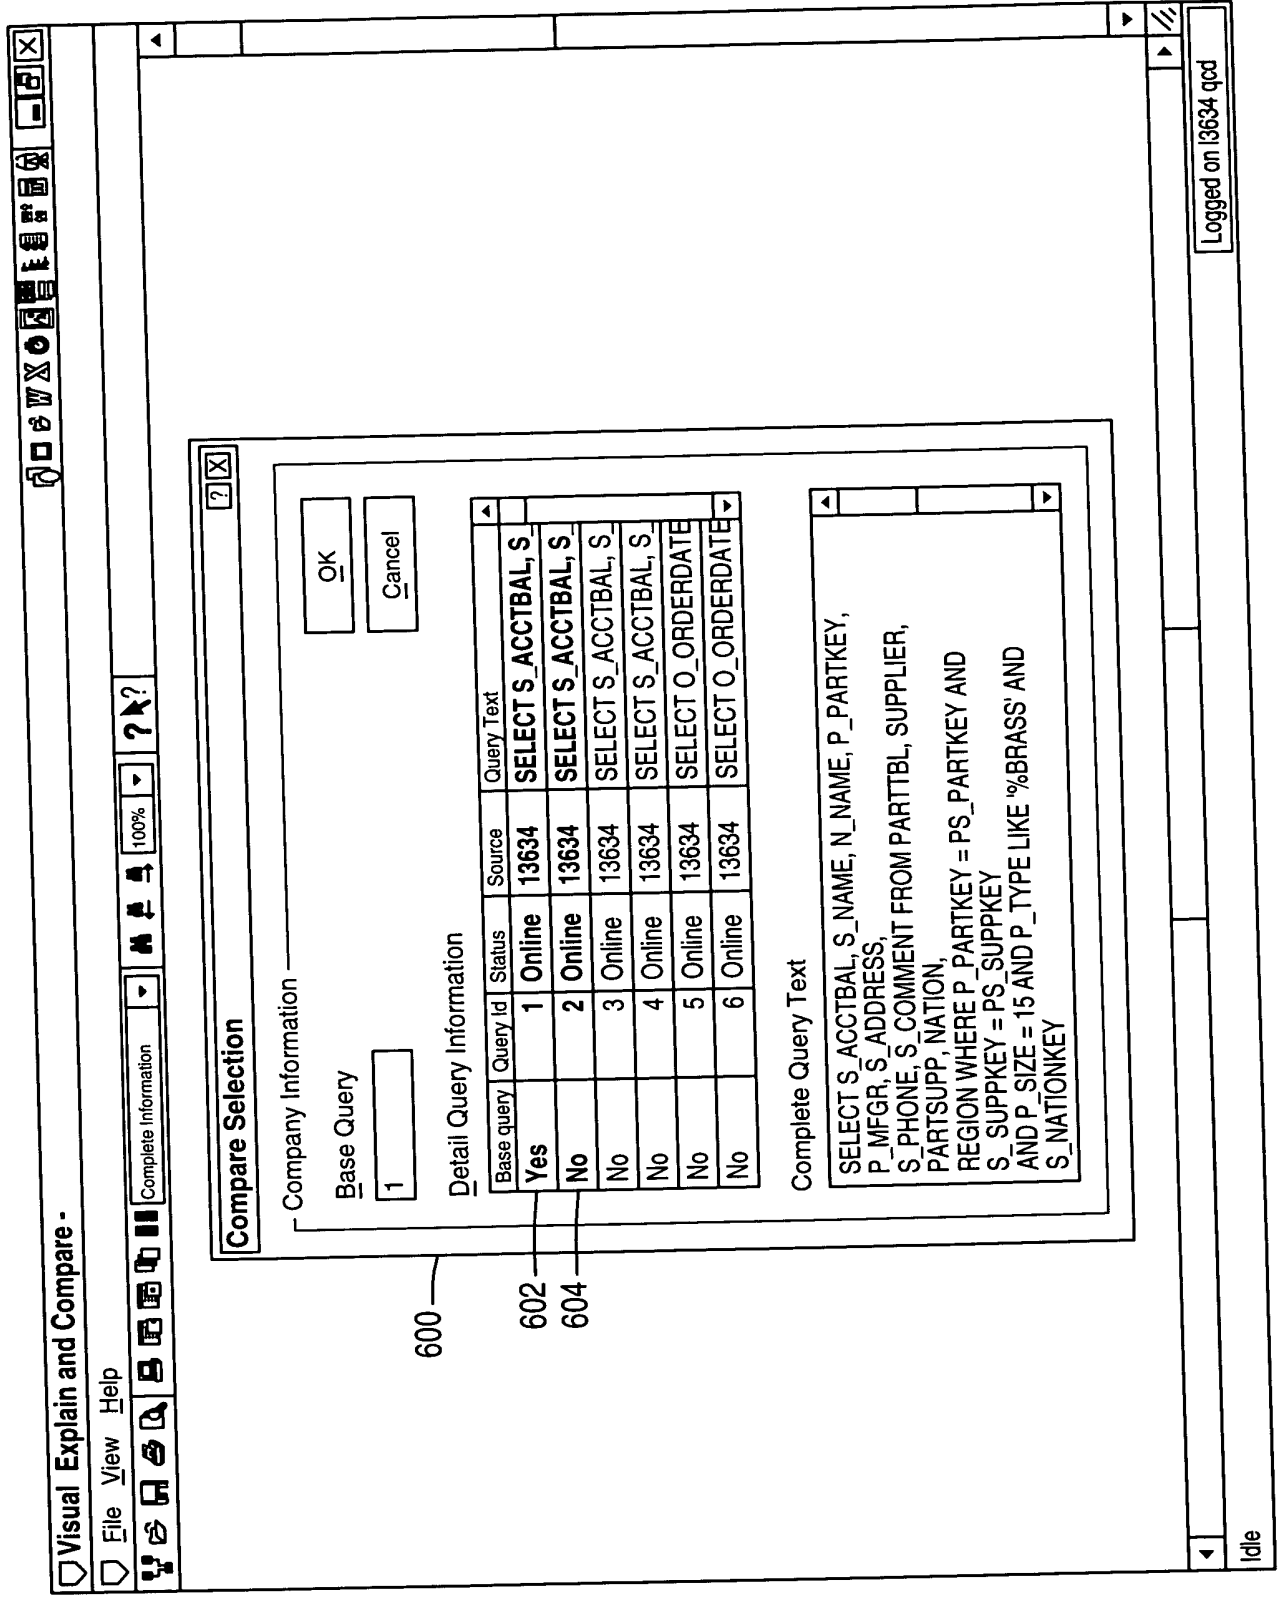 Visual Explain and Compare -
File View Help
Complete Information
100%
?
?
Compare Selection
? X
Company Information
Base Query
1
OK
Cancel
Detail Query Information
Base query Query Id Status Source Query Text
Yes 1 Online 13634 SELECT S_ACCTBAL, S_
No 2 Online 13634 SELECT S_ACCTBAL, S_
No 3 Online 13634 SELECT S_ACCTBAL, S_
No 4 Online 13634 SELECT S_ACCTBAL, S_
No 5 Online 13634 SELECT O_ORDERDATE
No 6 Online 13634 SELECT O_ORDERDATE
Complete Query Text
SELECT S_ACCTBAL, S_NAME, N_NAME, P_PARTKEY,
P_MFGR, S_ADDRESS,
S_PHONE, S_COMMENT FROM PARTTBL, SUPPLIER,
PARTSUPP, NATION,
REGION WHERE P_PARTKEY = PS_PARTKEY AND
S_SUPPKEY = PS_SUPPKEY
AND P_SIZE = 15 AND P_TYPE LIKE '%BRASS' AND
S_NATIONKEY
600
602
604
Idle
Logged on l3634 qcd